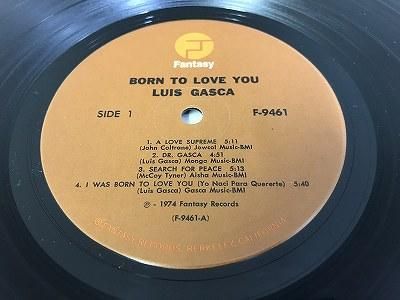 Fantasy
BORN TO LOVE YOU
LUIS GASCA
SIDE 1 F-9461
1. A LOVE SUPREME 5:11
(John Coltrane) Jowcol Music-BMI
2. DR. GASCA 4:51
(Luis Gasca) Mongo Music-BMI
3. SEARCH FOR PEACE 5:13
(McCoy Tyner) Aisha Music-BMI
4. I WAS BORN TO LOVE YOU (Yo Naci Para Quererte) 5:40
(Luis Gasca) Gasca Music-BMI
℗ - 1974 Fantasy Records
(F-9461-A)
FANTASY RECORDS, BERKELEY, CALIFORNIA